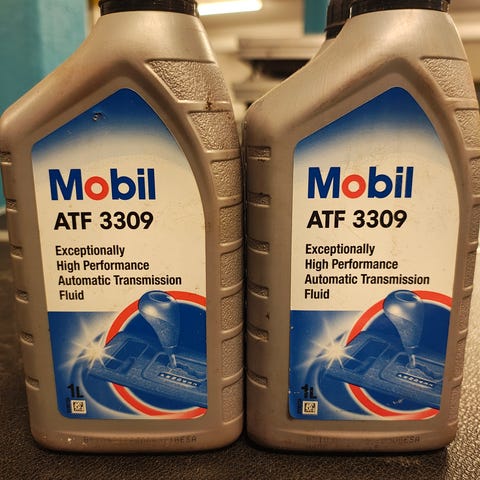 Mobil
ATF 3309
Exceptionally
High Performance
Automatic Transmission
Fluid
1L
Mobil
ATF 3309
Exceptionally
High Performance
Automatic Transmission
Fluid
1L